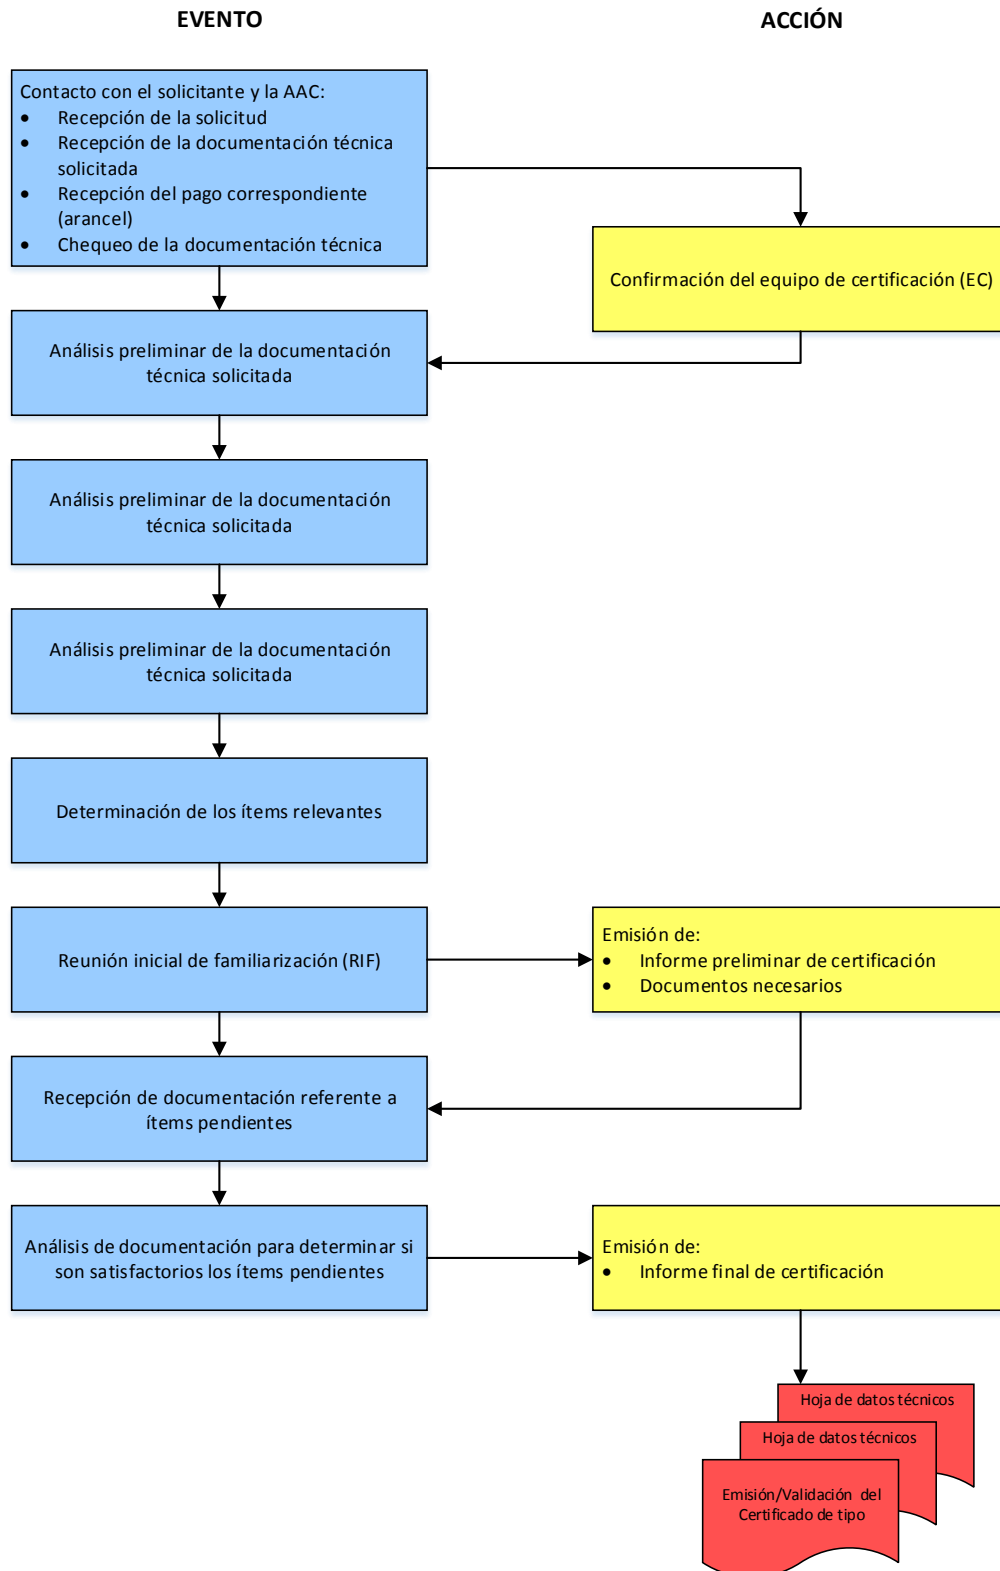 EVENTO
ACCIÓN
Contacto con el solicitante y la AAC:
• Recepción de la solicitud
• Recepción de la documentación técnica
solicitada
• Recepción del pago correspondiente
(arancel)
• Chequeo de la documentación técnica
Confirmación del equipo de certificación (EC)
Análisis preliminar de la documentación
técnica solicitada
Análisis preliminar de la documentación
técnica solicitada
Análisis preliminar de la documentación
técnica solicitada
Determinación de los ítems relevantes
Reunión inicial de familiarización (RIF)
Emisión de:
• Informe preliminar de certificación
• Documentos necesarios
Recepción de documentación referente a
ítems pendientes
Análisis de documentación para determinar si
son satisfactorios los ítems pendientes
Emisión de:
• Informe final de certificación
Hoja de datos técnicos
Hoja de datos técnicos
Emisión/Validación del
Certificado de tipo